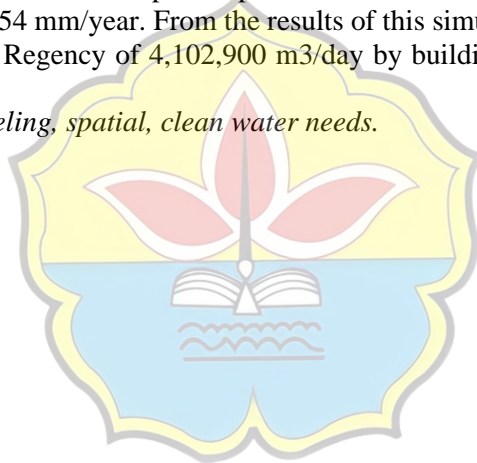 54 mm/year. From the results of this simu
Regency of 4,102,900 m3/day by buildi
eling, spatial, clean water needs.